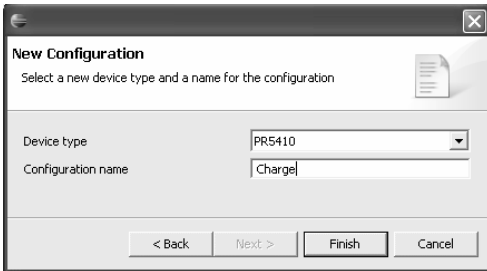 New Configuration
Select a new device type and a name for the configuration
Device type
PR5410
Configuration name
Charge
< Back
Next >
Finish
Cancel